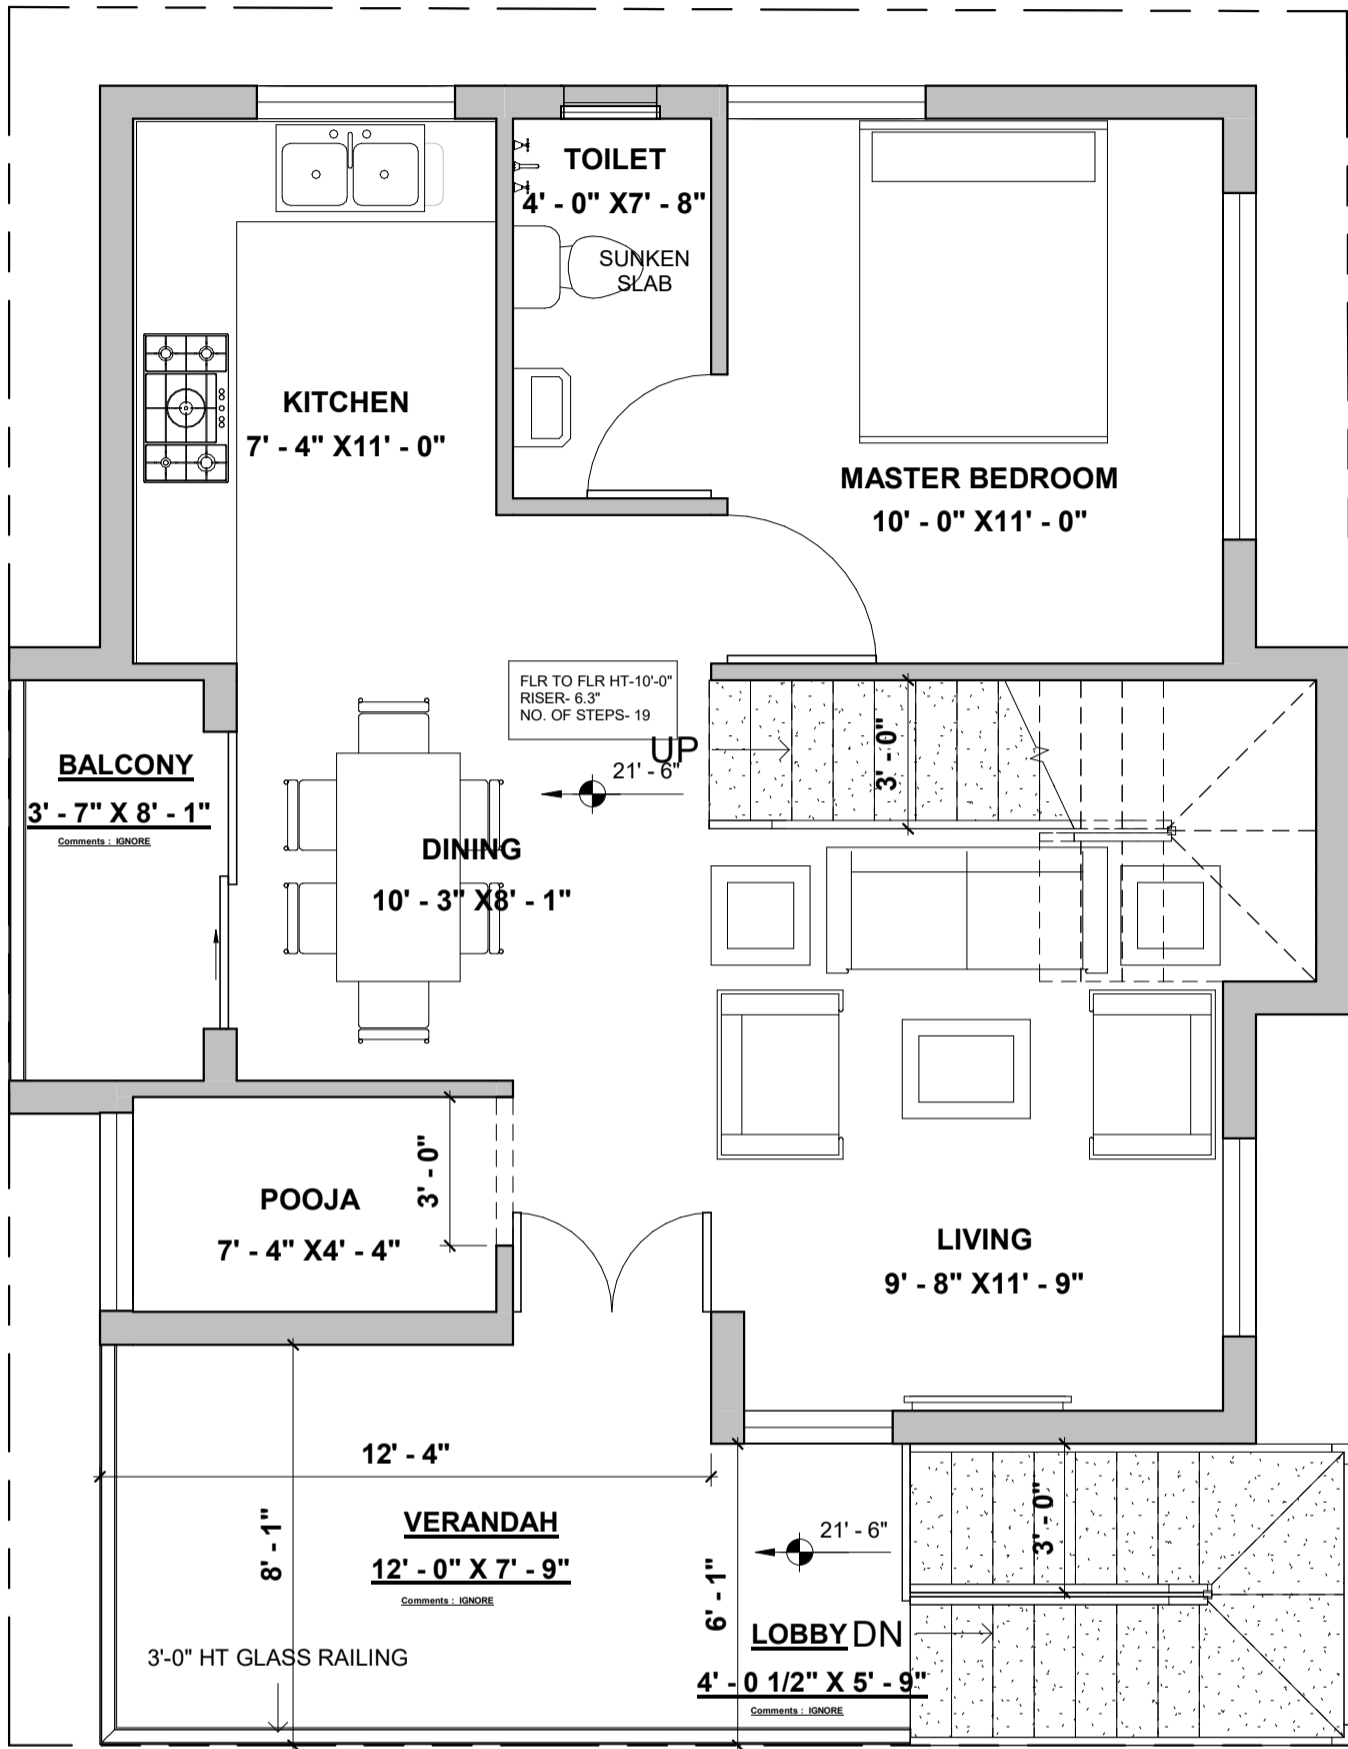 TOILET
4' - 0" X7' - 8"
SUNKEN
SLAB
KITCHEN
7' - 4" X11' - 0"
MASTER BEDROOM
10' - 0" X11' - 0"
FLR TO FLR HT-10'-0"
RISER- 6.3"
NO. OF STEPS- 19
UP
21' - 6"
3' - 0"
BALCONY
3' - 7" X 8' - 1"
Comments : IGNORE
DINING
10' - 3" X8' - 1"
POOJA
7' - 4" X4' - 4"
3' - 0"
LIVING
9' - 8" X11' - 9"
12' - 4"
8' - 1"
VERANDAH
12' - 0" X 7' - 9"
Comments : IGNORE
3'-0" HT GLASS RAILING
21' - 6"
3' - 0"
6' - 1"
LOBBY
DN
4' - 0 1/2" X 5' - 9"
Comments : IGNORE